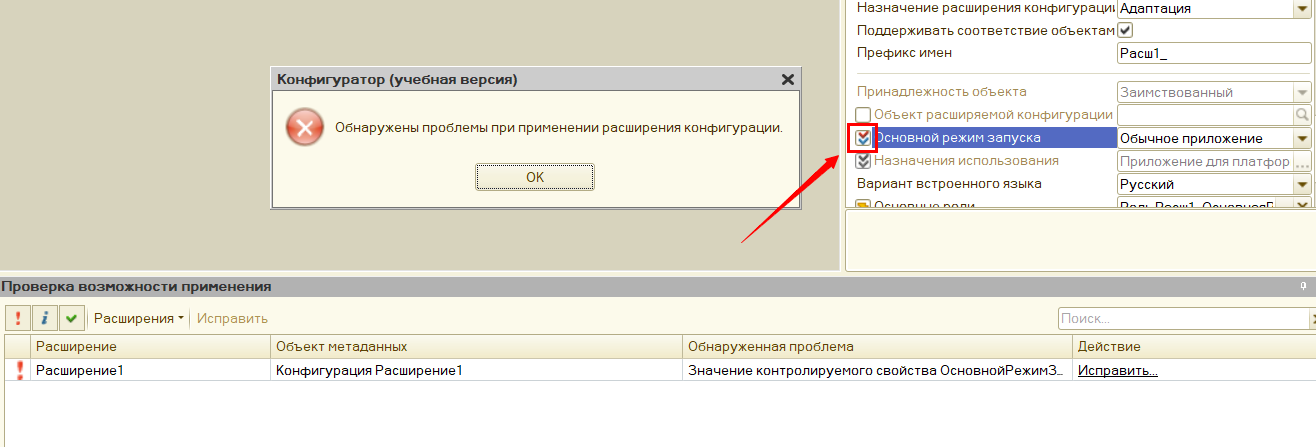 Назначение расширения конфигурации
Адаптация
Поддерживать соответствие объектам
Префикс имен
Расш1_
Принадлежность объекта
Заимствованный
Объект расширяемой конфигурации
Основной режим запуска
Обычное приложение
Назначения использования
Приложение для платфор
...
Вариант встроенного языка
Русский
Основные роли
Конфигуратор (учебная версия)
Обнаружены проблемы при применении расширения конфигурации.
OK
Проверка возможности применения
Расширения
Исправить
Поиск...
Расширение
Объект метаданных
Обнаруженная проблема
Действие
Расширение1
Конфигурация Расширение1
Значение контролируемого свойства ОсновнойРежимЗ...
Исправить...